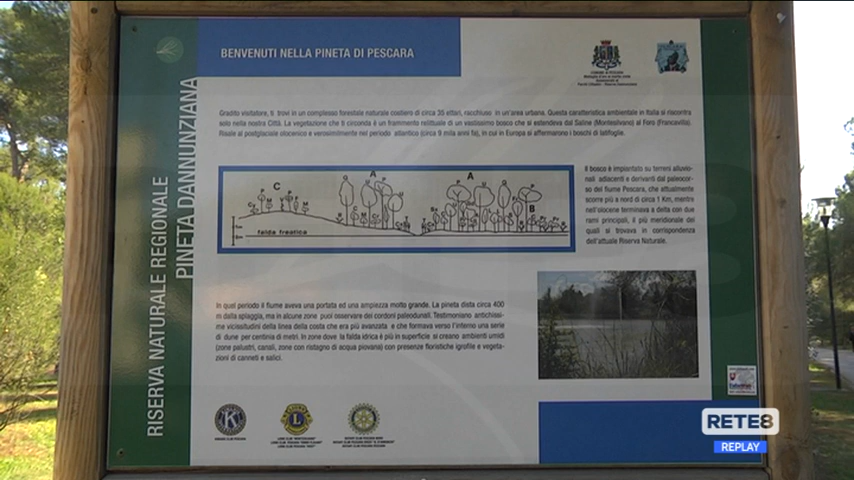 BENVENUTI NELLA PINETA DI PESCARA
RISERVA NATURALE REGIONALE
PINETA DANNUNZIANA
Gradito visitatore, ti trovi in un complesso forestale naturale costiero di circa 35 ettari, racchiuso in un'area urbana. Questa caratteristica ambientale in Italia si riscontra
solo nella nostra Città. La vegetazione che ti circonda è un frammento relittuale di un vastissimo bosco che si estendeva dal Saline (Montesilvano) al Foro (Francavilla).
Risale al postglaciale olocenico e verosimilmente nel periodo atlantico (circa 9 mila anni fa), in cui in Europa si affermarono i boschi di latifoglie.
C A A
B
falda freatica
Il bosco è impiantato su terreni alluvio-
nali adiacenti e derivanti dal paleocor-
so del fiume Pescara, che attualmente
scorre più a nord di circa 1 Km, mentre
nell'olocene terminava a delta con due
rami principali, il più meridionale dei
quali si trovava in corrispondenza
dell'attuale Riserva Naturale.
In quel periodo il fiume aveva una portata ed una ampiezza molto grande. La pineta dista circa 400
m dalla spiaggia, ma in alcune zone puoi osservare dei cordoni paleodunali. Testimoniano antichissi-
me vicissitudini della linea della costa che era più avanzata e che formava verso l'interno una serie
di dune per centinia di metri. In zone dove la falda idrica è più in superficie si creano ambienti umidi
(zone palustri, canali, zone con ristagno di acqua piovana) con presenze floristiche igrofile e vegeta-
zioni di canneti e salici.
RETE8
REPLAY